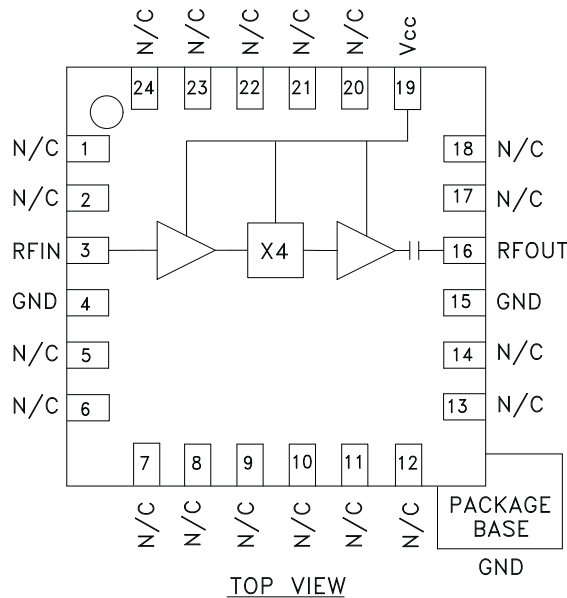 N/C N/C N/C N/C N/C Vcc
24 23 22 21 20 19
N/C 1 18 N/C
N/C 2 17 N/C
RFIN 3 X4 16 RFOUT
GND 4 15 GND
N/C 5 14 N/C
N/C 6 13 N/C
7 8 9 10 11 12
N/C N/C N/C N/C N/C N/C
PACKAGE
BASE
GND
TOP VIEW